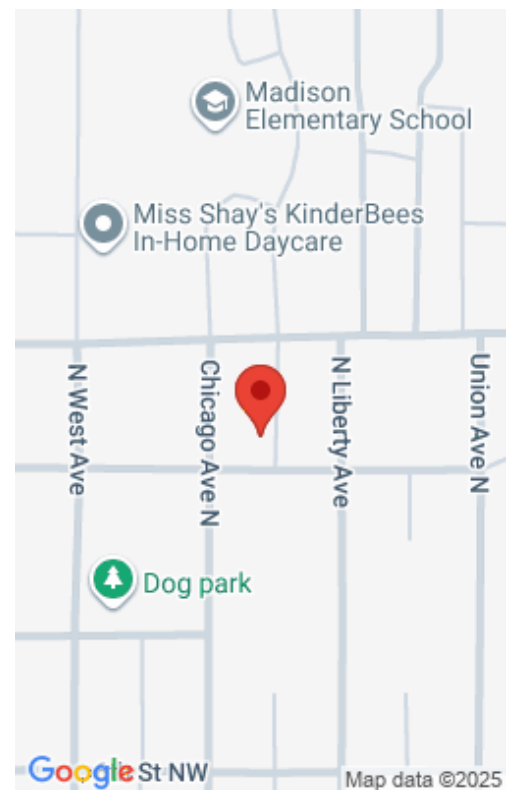 Madison
Elementary School
Miss Shay's KinderBees
In-Home Daycare
N West Ave
Chicago Ave N
N Liberty Ave
Union Ave N
Dog park
Google
St NW
Map data ©2025